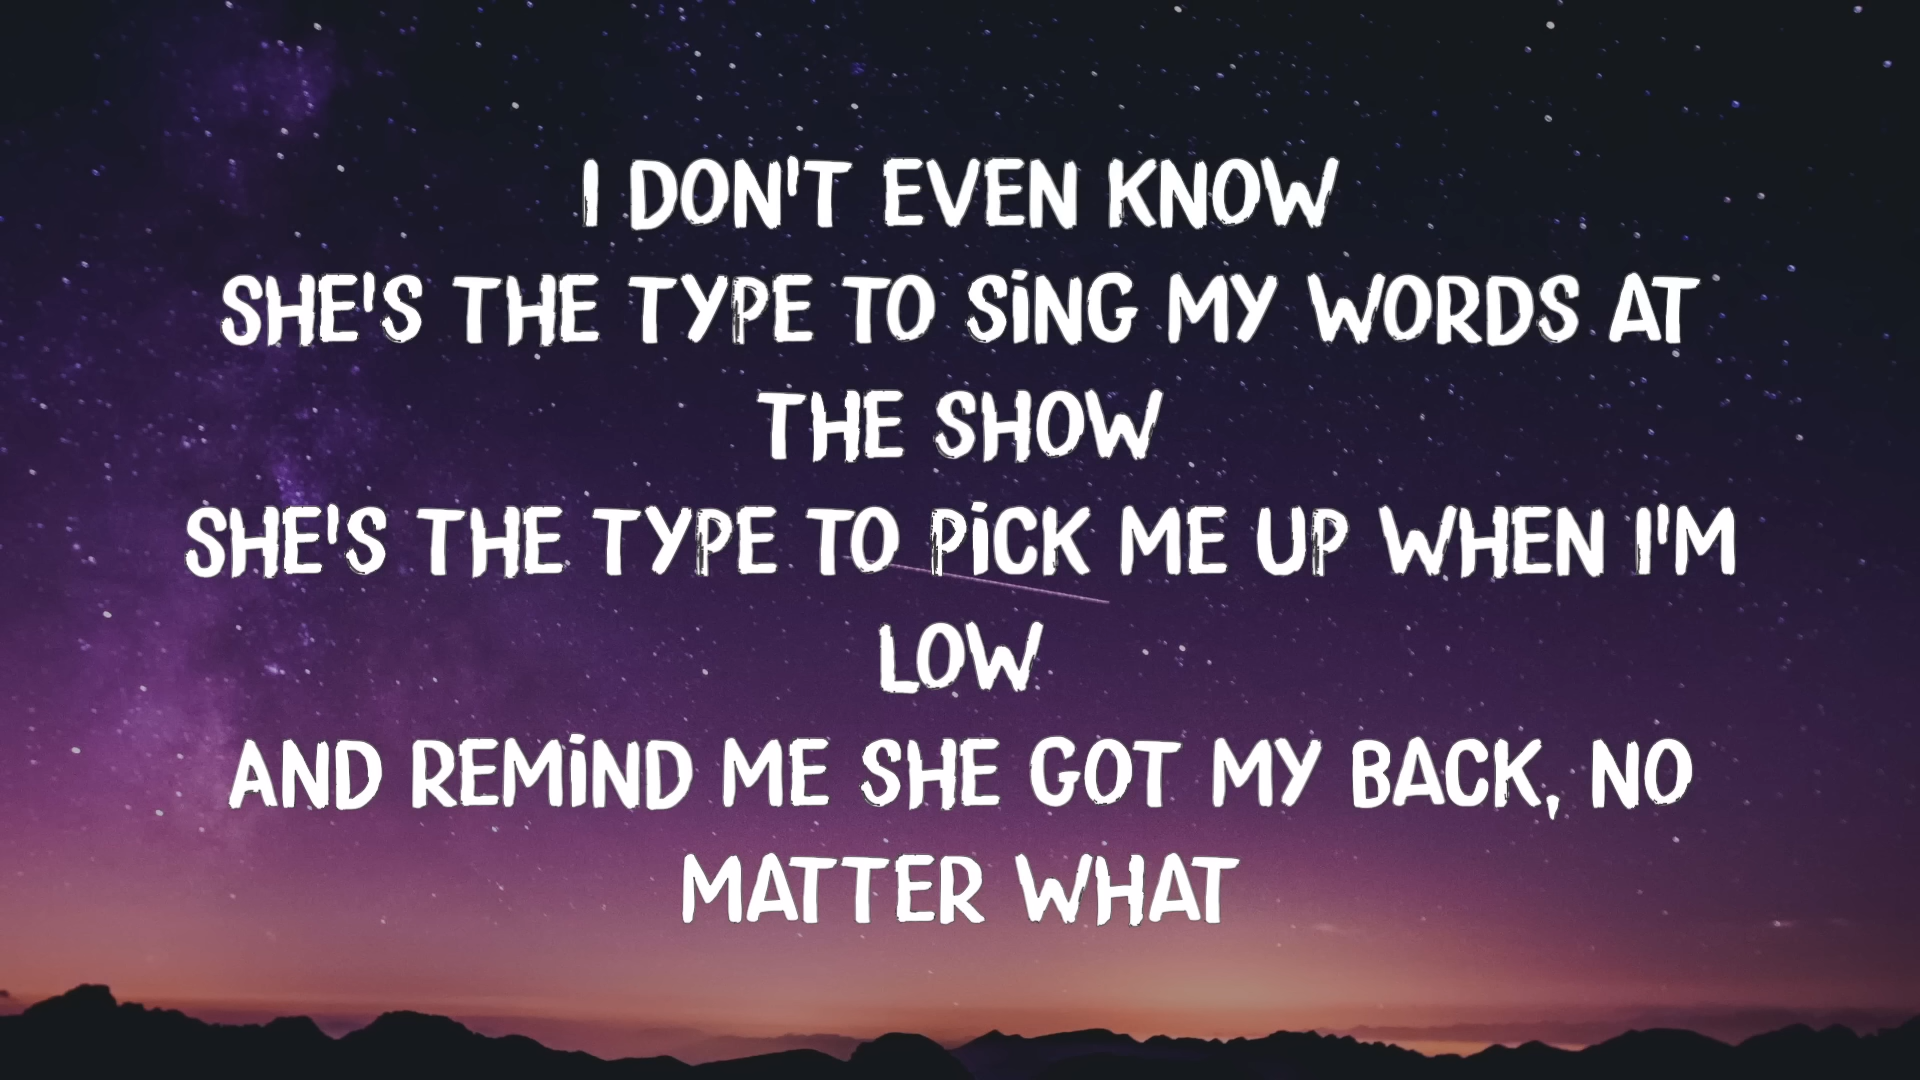 I DON'T EVEN KNOW
SHE'S THE TYPE TO SING MY WORDS AT
THE SHOW
SHE'S THE TYPE TO PICK ME UP WHEN I'M
LOW
AND REMIND ME SHE GOT MY BACK, NO
MATTER WHAT